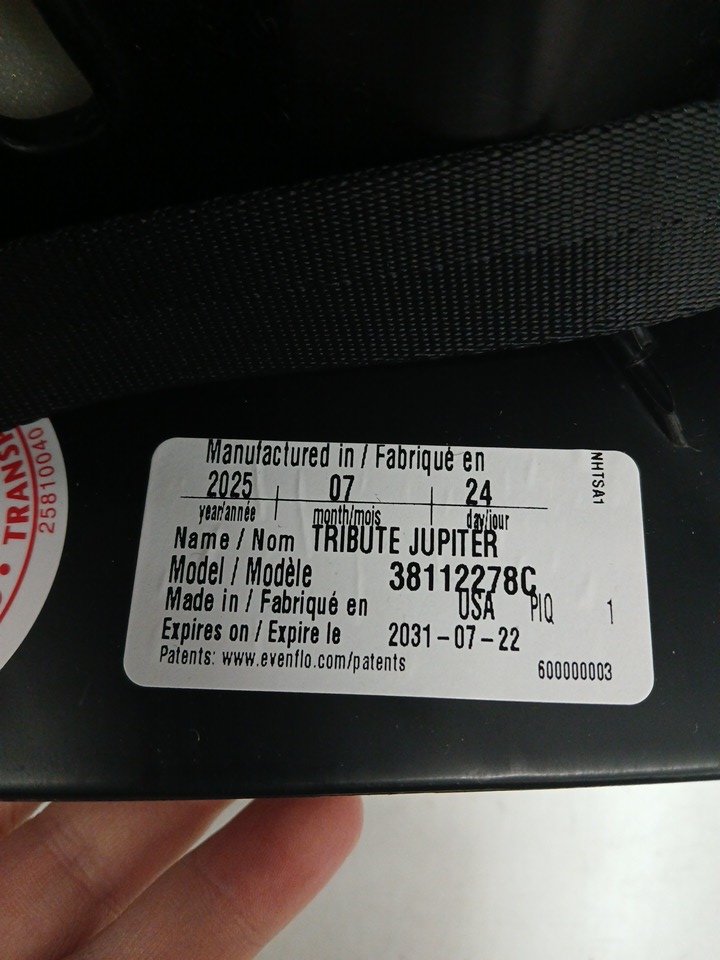 Manufactured in / Fabriqué en
2025 07 24
year/année month/mois day/jour
Name / Nom TRIBUTE JUPITER
Model / Modèle 38112278C
Made in / Fabriqué en USA PIQ 1
Expires on / Expire le 2031-07-22
Patents: www.evenflo.com/patents 600000003
NHTSA1
25810040